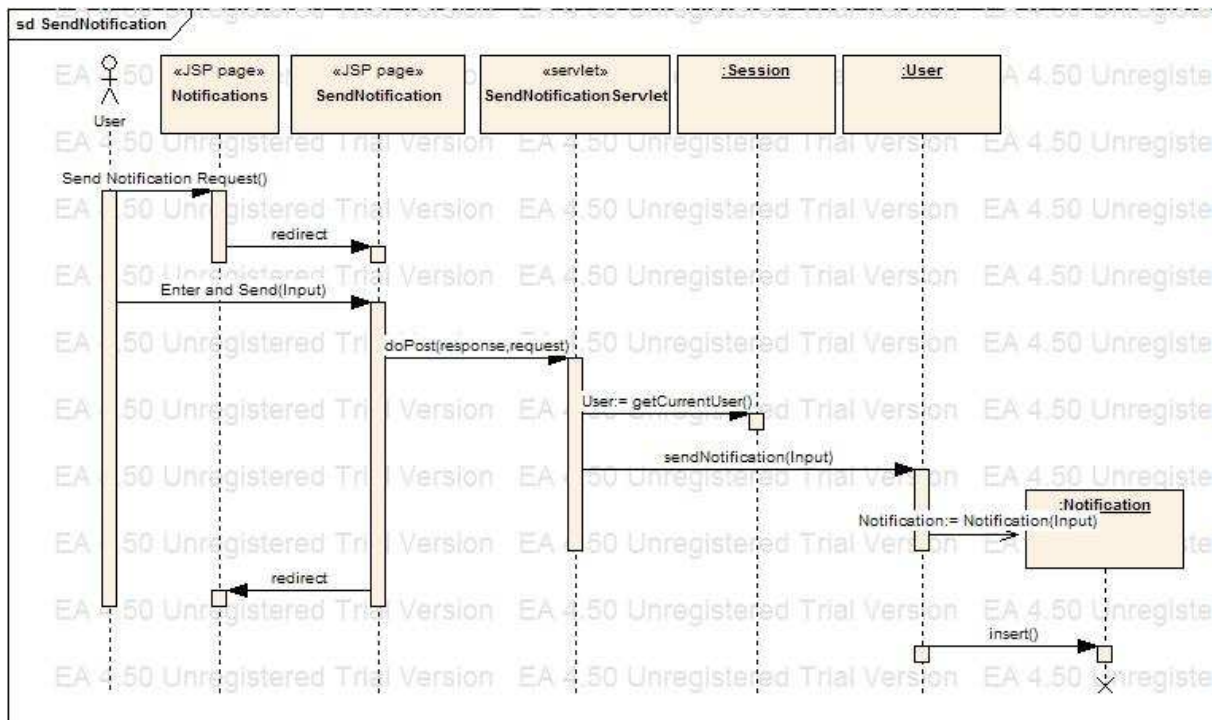 sd SendNotification
User
«JSP page»
Notifications
«JSP page»
SendNotification
«servlet»
SendNotificationServlet
:Session
:User
Send Notification Request()
redirect
Enter and Send(Input)
doPost(response,request)
User:= getCurrentUser()
sendNotification(Input)
:Notification
Notification:= Notification(Input)
redirect
insert()
EA 4.50 Unregistered Trial Version